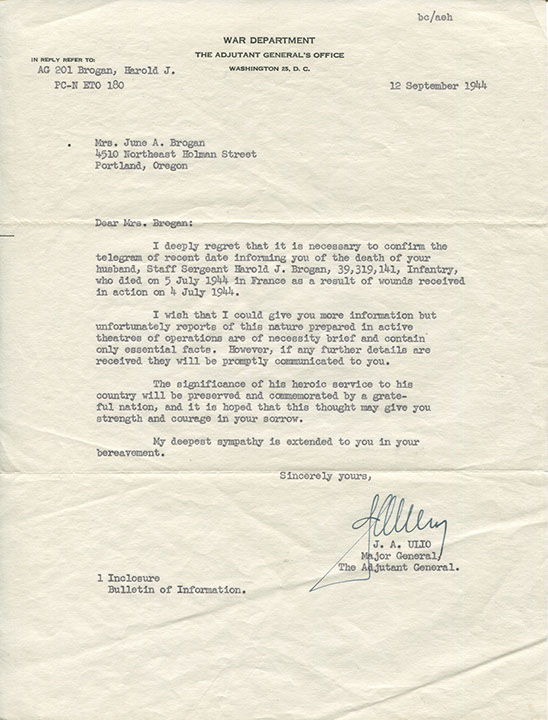 bc/aeh
WAR DEPARTMENT
THE ADJUTANT GENERAL'S OFFICE
WASHINGTON 25, D. C.
IN REPLY REFER TO:
AG 201 Brogan, Harold J.
PC-N ETO 180
12 September 1944
Mrs. June A. Brogan
4510 Northeast Holman Street
Portland, Oregon
Dear Mrs. Brogan:
I deeply regret that it is necessary to confirm the
telegram of recent date informing you of the death of your
husband, Staff Sergeant Harold J. Brogan, 39,319,141, Infantry,
who died on 5 July 1944 in France as a result of wounds received
in action on 4 July 1944.
I wish that I could give you more information but
unfortunately reports of this nature prepared in active
theatres of operations are of necessity brief and contain
only essential facts. However, if any further details are
received they will be promptly communicated to you.
The significance of his heroic service to his
country will be preserved and commemorated by a grate-
ful nation, and it is hoped that this thought may give you
strength and courage in your sorrow.
My deepest sympathy is extended to you in your
bereavement.
Sincerely yours,
J. A. ULIO
Major General,
The Adjutant General.
1 Inclosure
Bulletin of Information.